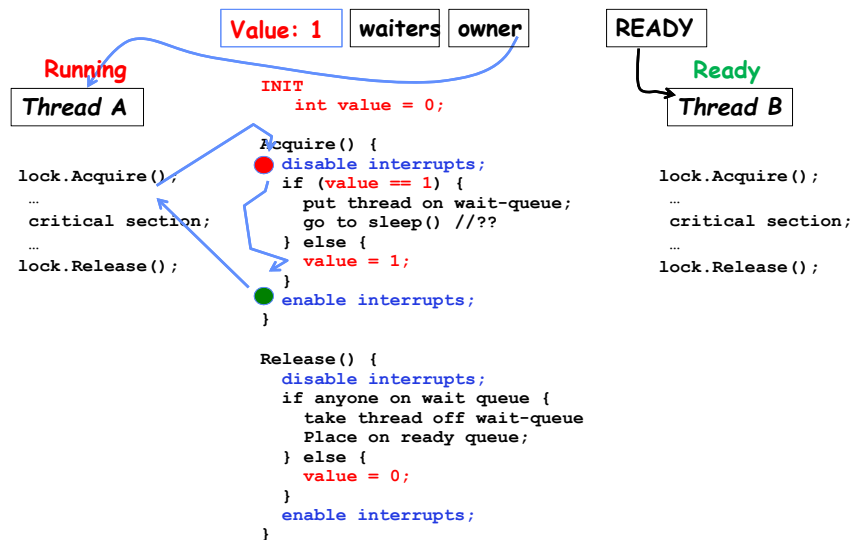 Value: 1
waiters
owner
READY
Running
Ready
Thread A
Thread B
INIT
int value = 0;
Acquire() {
disable interrupts;
if (value == 1) {
put thread on wait-queue;
go to sleep() //??
} else {
value = 1;
}
enable interrupts;
}
Release() {
disable interrupts;
if anyone on wait queue {
take thread off wait-queue
Place on ready queue;
} else {
value = 0;
}
enable interrupts;
}
lock.Acquire();
…
critical section;
…
lock.Release();
lock.Acquire();
…
critical section;
…
lock.Release();